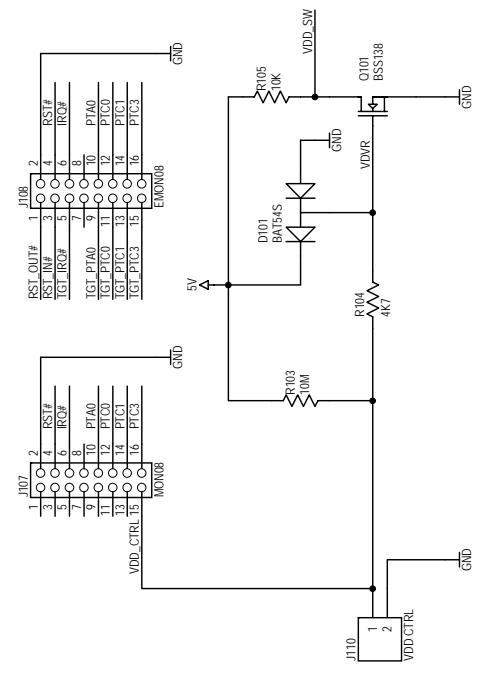 J108
RST_OUT# 1 2 GND
RST_IN# 3 4 RST#
TGT_IRQ# 5 6 IRQ#
7 8
TGT_PTA0 9 10 PTA0
TGT_PTC0 11 12 PTC0
TGT_PTC1 13 14 PTC1
TGT_PTC3 15 16 PTC3
EMON08
J107
1 2 GND
3 4 RST#
5 6 IRQ#
7 8
9 10 PTA0
11 12 PTC0
13 14 PTC1
VDD_CTRL 15 16 PTC3
MON08
5V
R105
10K
VDD_SW
Q101
BSS138
GND
VDVR
D101
BAT54S
GND
R104
4K7
R103
10M
J110
1
2
VDD CTRL
GND